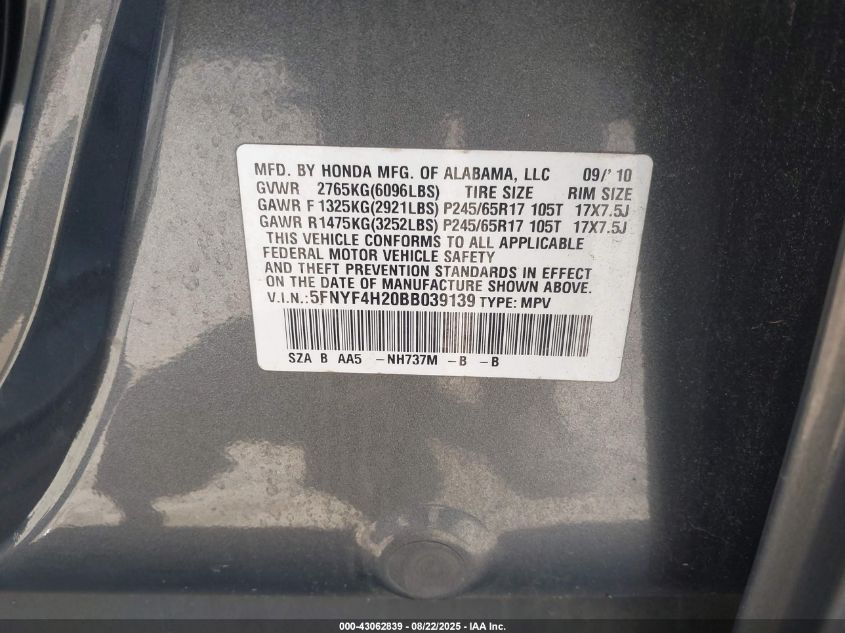 MFD. BY HONDA MFG. OF ALABAMA, LLC 09/' 10
GVWR 2765KG(6096LBS) TIRE SIZE RIM SIZE
GAWR F 1325KG(2921LBS) P245/65R17 105T 17X7.5J
GAWR R1475KG(3252LBS) P245/65R17 105T 17X7.5J
THIS VEHICLE CONFORMS TO ALL APPLICABLE
FEDERAL MOTOR VEHICLE SAFETY
AND THEFT PREVENTION STANDARDS IN EFFECT
ON THE DATE OF MANUFACTURE SHOWN ABOVE.
V.I.N.:5FNYF4H20BB039139 TYPE: MPV
SZA B AA5 -NH737M -B -B
000-43062839 - 08/22/2025 - IAA Inc.